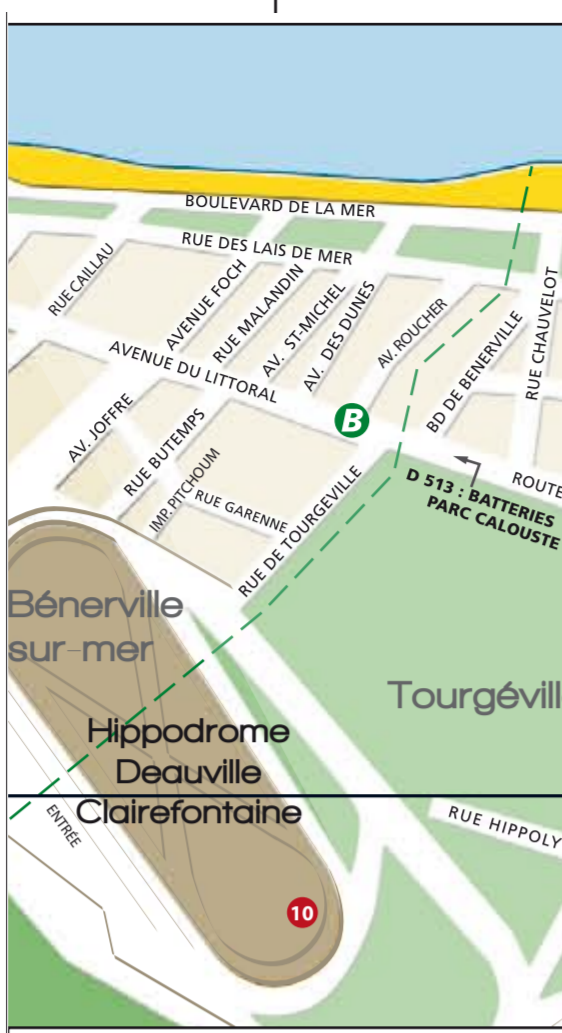 BOULEVARD DE LA MER
RUE DES LAIS DE MER
RUE CAILLAU
AVENUE FOCH
RUE MALANDIN
AV. ST-MICHEL
AV. DES DUNES
AV. ROUCHER
BD DE BENERVILLE
RUE CHAUVELOT
AVENUE DU LITTORAL
AV. JOFFRE
RUE BUTEMPS
IMP. PITCHOUM
RUE GARENNE
RUE DE TOURGEVILLE
B
ROUTE
D 513 : BATTERIES
PARC CALOUSTE
Bénerville
sur-mer
Tourgévill
Hippodrome
Deauville
Clairefontaine
ENTRÉE
RUE HIPPOLY
10